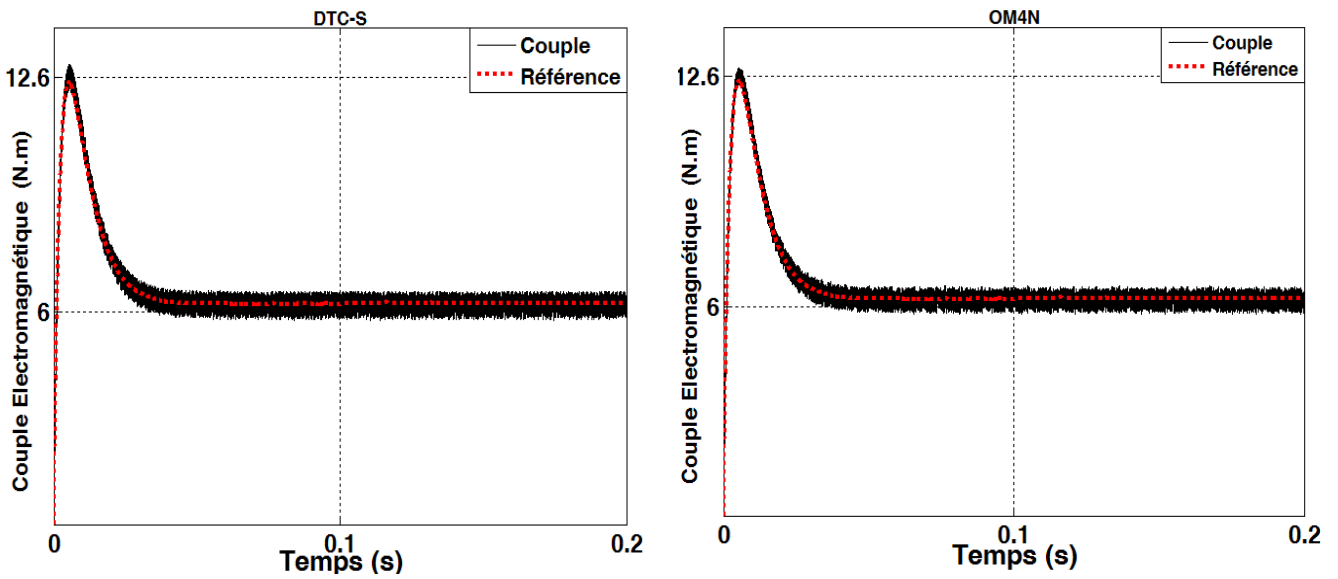 DTC-S
Couple
Référence
12.6
6
Couple Electromagnétique (N.m)
0
0.1
0.2
Temps (s)
OM4N
Couple
Référence
12.6
6
Couple Electromagnétique (N.m)
0
0.1
0.2
Temps (s)